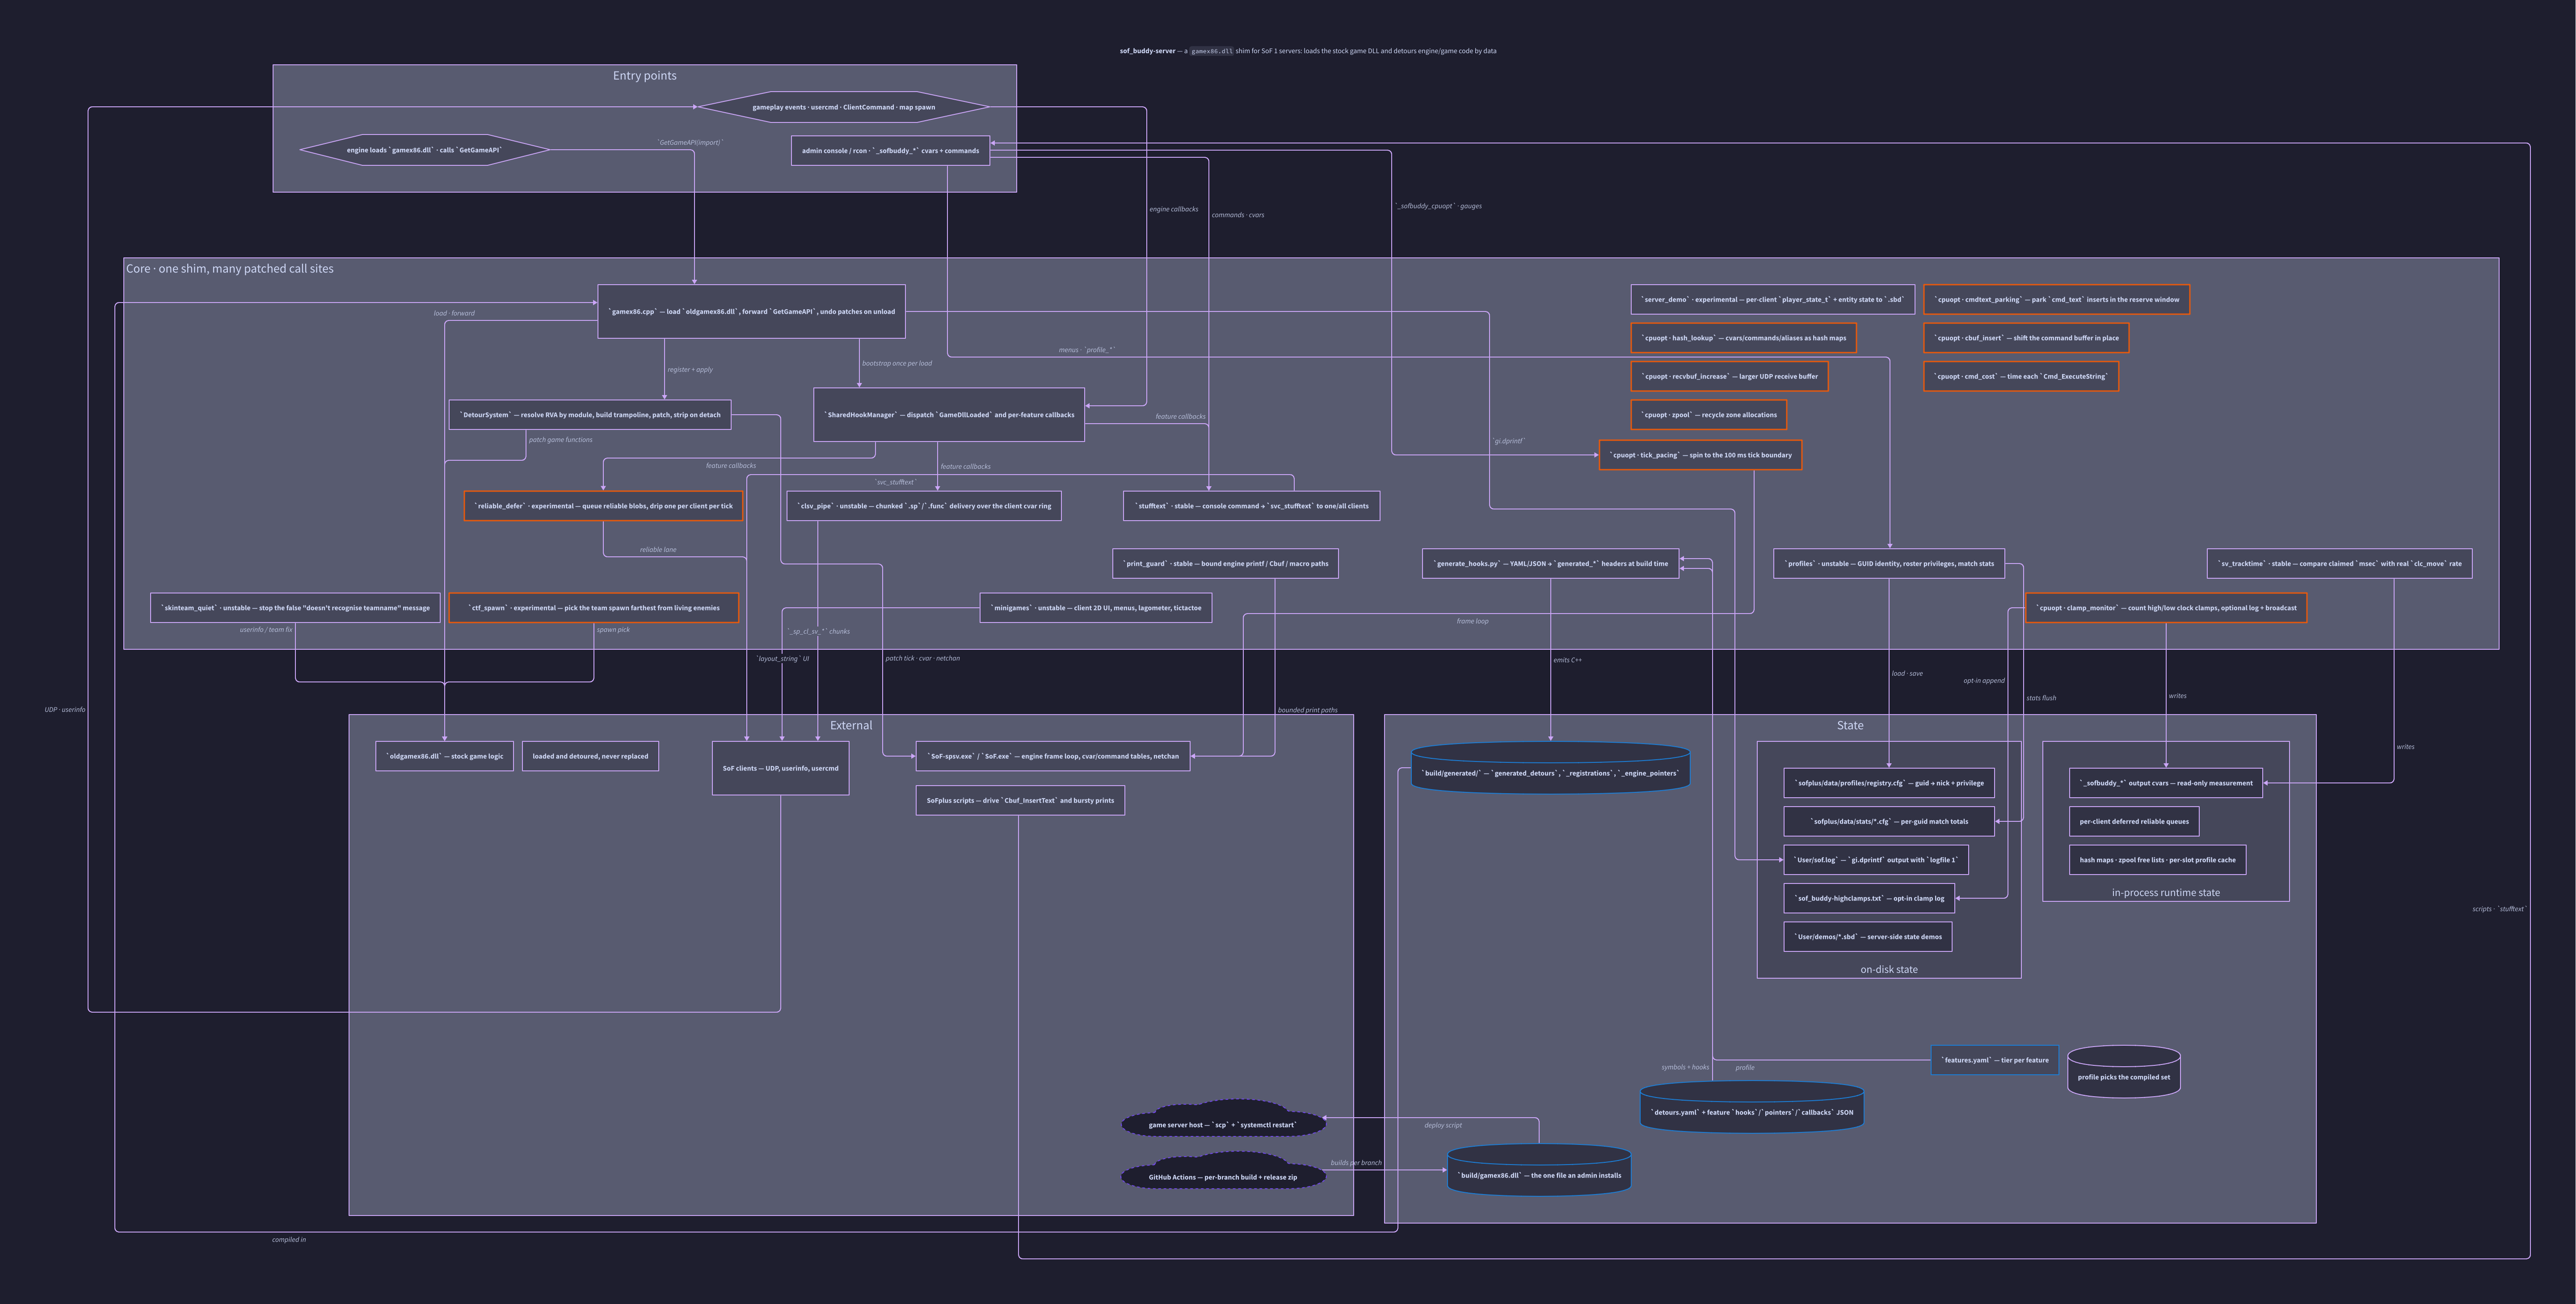 sof_buddy-server — a gamex86.dll shim for SoF 1 servers: loads the stock game DLL and detours engine/game code by data
Entry points
gameplay events · usercmd · ClientCommand · map spawn
engine loads `gamex86.dll` · calls `GetGameAPI`
`GetGameAPI(import)`
admin console / rcon · `_sofbuddy_*` cvars + commands
engine callbacks
commands · cvars
`_sofbuddy_cpuopt` · gauges
Core · one shim, many patched call sites
`gamex86.cpp` — load `oldgamex86.dll`, forward `GetGameAPI`, undo patches on unload
`server_demo` · experimental — per-client `player_state_t` + entity state to `.sbd`
`cpuopt · cmdtext_parking` — park `cmd_text` inserts in the reserve window
load · forward
`cpuopt · hash_lookup` — cvars/commands/aliases as hash maps
`cpuopt · cbuf_insert` — shift the command buffer in place
menus · `profile_*`
bootstrap once per load
register + apply
`cpuopt · recvbuf_increase` — larger UDP receive buffer
`cpuopt · cmd_cost` — time each `Cmd_ExecuteString`
`DetourSystem` — resolve RVA by module, build trampoline, patch, strip on detach
`SharedHookManager` — dispatch `GameDllLoaded` and per-feature callbacks
feature callbacks
`cpuopt · zpool` — recycle zone allocations
patch game functions
`gi.dprintf`
`cpuopt · tick_pacing` — spin to the 100 ms tick boundary
feature callbacks
feature callbacks
`svc_stufftext`
`reliable_defer` · experimental — queue reliable blobs, drip one per client per tick
`clsv_pipe` · unstable — chunked `.sp`/`.func` delivery over the client cvar ring
`stufftext` · stable — console command → `svc_stufftext` to one/all clients
reliable lane
`print_guard` · stable — bound engine printf / Cbuf / macro paths
`generate_hooks.py` — YAML/JSON → `generated_*` headers at build time
`profiles` · unstable — GUID identity, roster privileges, match stats
`sv_tracktime` · stable — compare claimed `msec` with real `clc_move` rate
`skinteam_quiet` · unstable — stop the false "doesn't recognise teamname" message
`ctf_spawn` · experimental — pick the team spawn farthest from living enemies
`minigames` · unstable — client 2D UI, menus, lagometer, tictactoe
`cpuopt · clamp_monitor` — count high/low clock clamps, optional log + broadcast
userinfo / team fix
spawn pick
`_sp_cl_sv_*` chunks
frame loop
`layout_string` UI
patch tick · cvar · netchan
emits C++
load · save
opt-in append
stats flush
writes
UDP · userinfo
bounded print paths
writes
External
State
`oldgamex86.dll` — stock game logic
loaded and detoured, never replaced
SoF clients — UDP, userinfo, usercmd
`SoF-spsv.exe` / `SoF.exe` — engine frame loop, cvar/command tables, netchan
SoFplus scripts — drive `Cbuf_InsertText` and bursty prints
`build/generated/` — `generated_detours`, `_registrations`, `_engine_pointers`
`sofplus/data/profiles/registry.cfg` — guid → nick + privilege
`sofplus/data/stats/*.cfg` — per-guid match totals
`User/sof.log` — `gi.dprintf` output with `logfile 1`
`sof_buddy-highclamps.txt` — opt-in clamp log
`User/demos/*.sbd` — server-side state demos
on-disk state
`_sofbuddy_*` output cvars — read-only measurement
per-client deferred reliable queues
hash maps · zpool free lists · per-slot profile cache
in-process runtime state
scripts · `stufftext`
`features.yaml` — tier per feature
profile picks the compiled set
symbols + hooks
profile
`detours.yaml` + feature `hooks`/`pointers`/`callbacks` JSON
game server host — `scp` + `systemctl restart`
deploy script
GitHub Actions — per-branch build + release zip
builds per branch
`build/gamex86.dll` — the one file an admin installs
compiled in